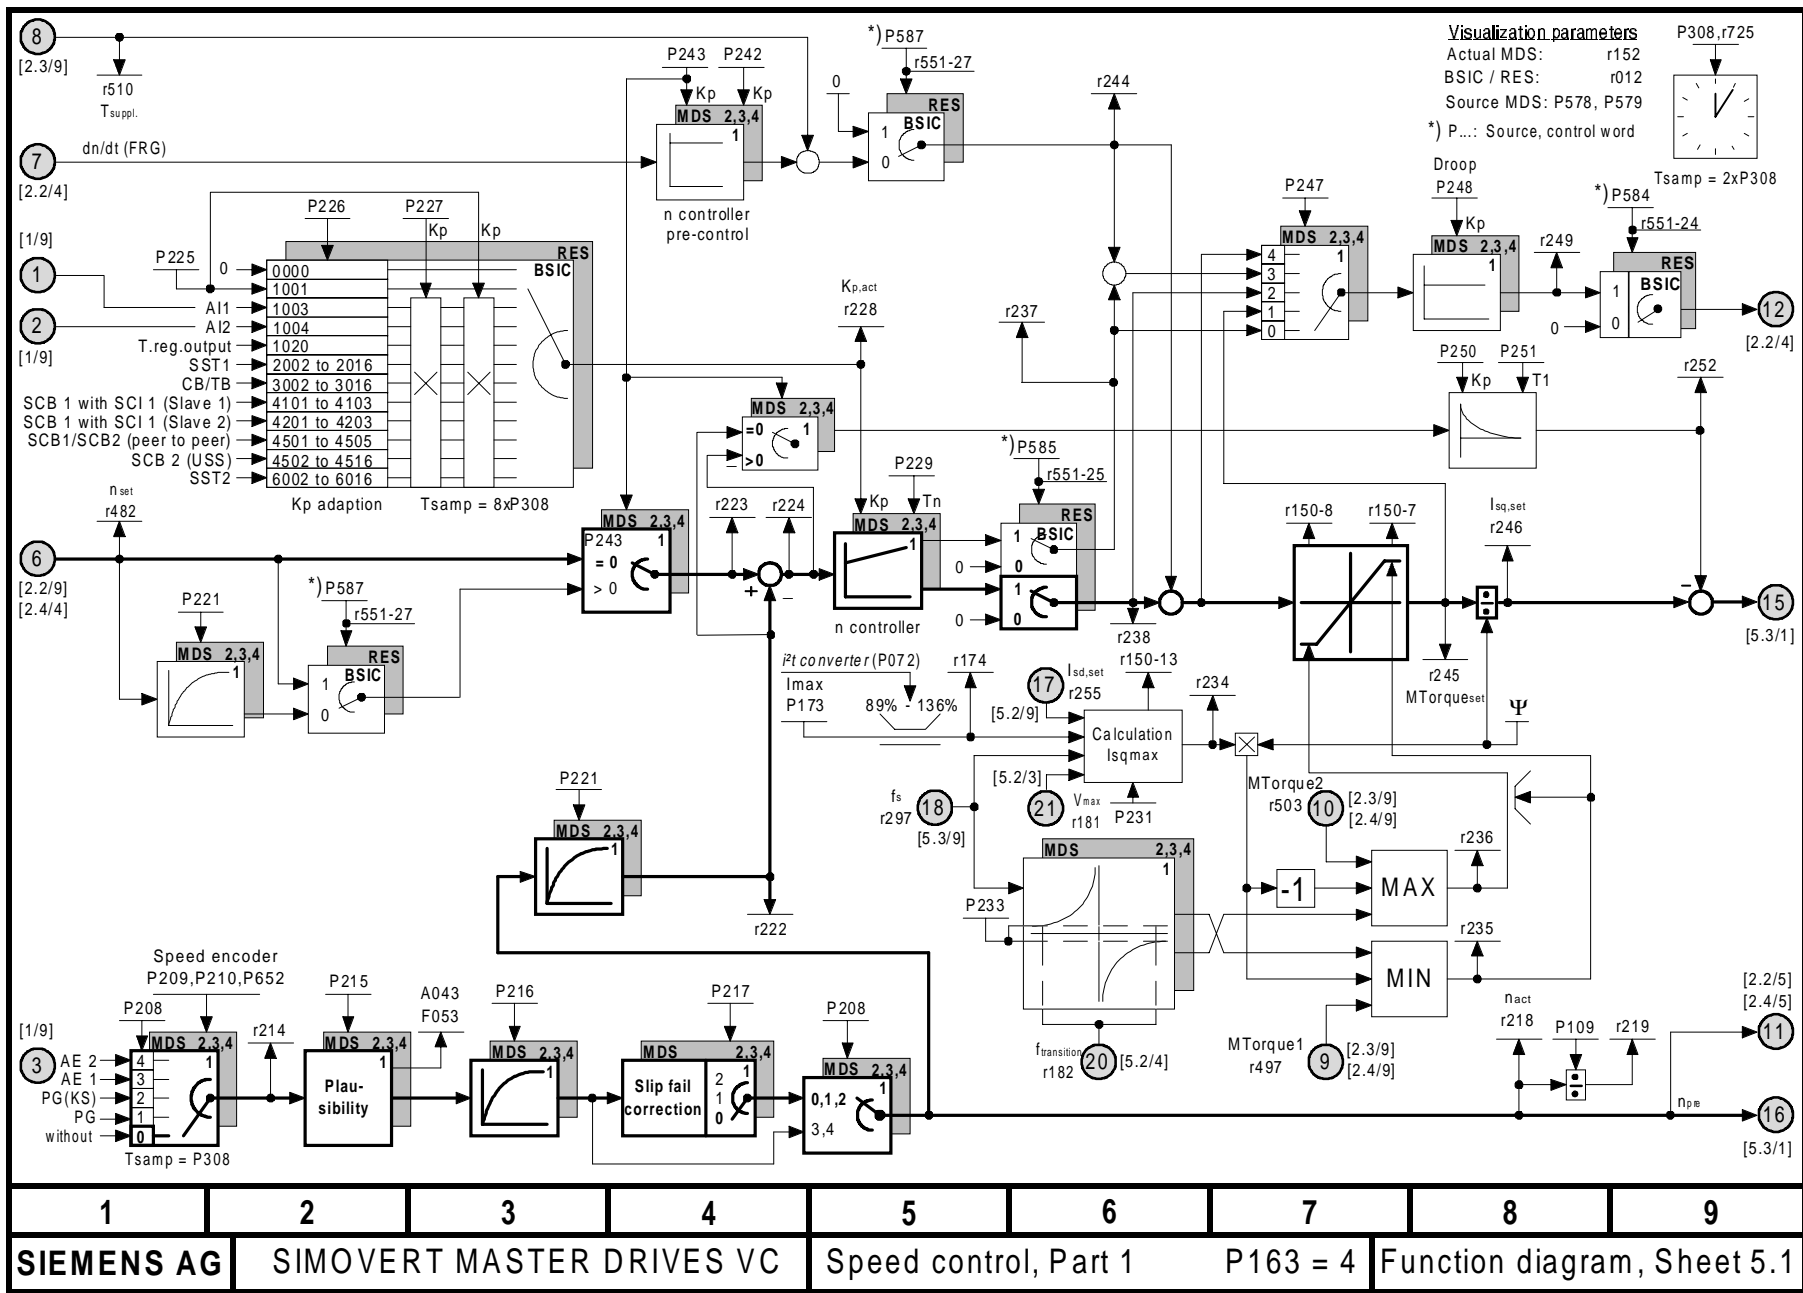 8
[2.3/9]
r510
Tsuppl.
7
dn/dt (FRG)
[2.2/4]
P243
P242
Kp
Kp
MDS 2,3,4
1
n controller
pre-control
*) P587
r551-27
0
RES
BSIC
1
0
r244
Visualization parameters
Actual MDS: r152
BSIC / RES: r012
Source MDS: P578, P579
*) P...: Source, control word
P308,r725
Tsamp = 2xP308
[1/9]
1
2
[1/9]
P225
P226
P227
Kp
Kp
RES
BSIC
0 0000
1001
AI1 1003
AI2 1004
T.reg.output 1020
SST1 2002 to 2016
CB/TB 3002 to 3016
SCB 1 with SCI 1 (Slave 1) 4101 to 4103
SCB 1 with SCI 1 (Slave 2) 4201 to 4203
SCB1/SCB2 (peer to peer) 4501 to 4505
SCB 2 (USS) 4502 to 4516
SST2 6002 to 6016
Kp adaption
Tsamp = 8xP308
Kp,act
r228
r237
P247
MDS 2,3,4
1
4
3
2
1
0
Droop
P248
Kp
MDS 2,3,4
1
r249
*) P584
r551-24
RES
BSIC
1
0
0
12
[2.2/4]
P250
P251
Kp
T1
r252
MDS 2,3,4
=0
1
>0
–
nset
r482
6
[2.2/9]
[2.4/4]
P221
MDS 2,3,4
1
*) P587
r551-27
RES
BSIC
1
0
MDS 2,3,4
P243
1
= 0
> 0
r223
r224
+
–
P229
Kp
Tn
MDS 2,3,4
1
n controller
*) P585
r551-25
RES
BSIC
1
0
0
1
0
0
r238
r150-8
r150-7
Isq,set
r246
÷
r245
MTorqueset
Ψ
–
15
[5.3/1]
i²t converter (P072)
Imax
P173
89% - 136%
r174
17
Isd,set
r255
[5.2/9]
r150-13
Calculation
Isqmax
r234
[5.2/3]
21
Vmax
r181
P231
fs
r297
18
[5.3/9]
MTorque2
r503
10
[2.3/9]
[2.4/9]
P221
MDS 2,3,4
1
r222
MDS 2,3,4
1
P233
-1
MAX
r236
MIN
r235
ftransition
r182
20
[5.2/4]
MTorque1
r497
9
[2.3/9]
[2.4/9]
Speed encoder
P209,P210,P652
P208
[1/9]
3
AE 2
AE 1
PG(KS)
PG
without
MDS 2,3,4
1
4
3
2
1
0
Tsamp = P308
r214
P215
MDS 2,3,4
1
Plau-
sibility
A043
F053
P216
MDS 2,3,4
1
P217
MDS 2,3,4
1
Slip fail
correction
2
1
0
P208
MDS 2,3,4
1
0,1,2
3,4
nact
r218
P109
÷
r219
npre
[2.2/5]
[2.4/5]
11
16
[5.3/1]
1 2 3 4 5 6 7 8 9
SIEMENS AG SIMOVERT MASTER DRIVES VC Speed control, Part 1 P163 = 4 Function diagram, Sheet 5.1